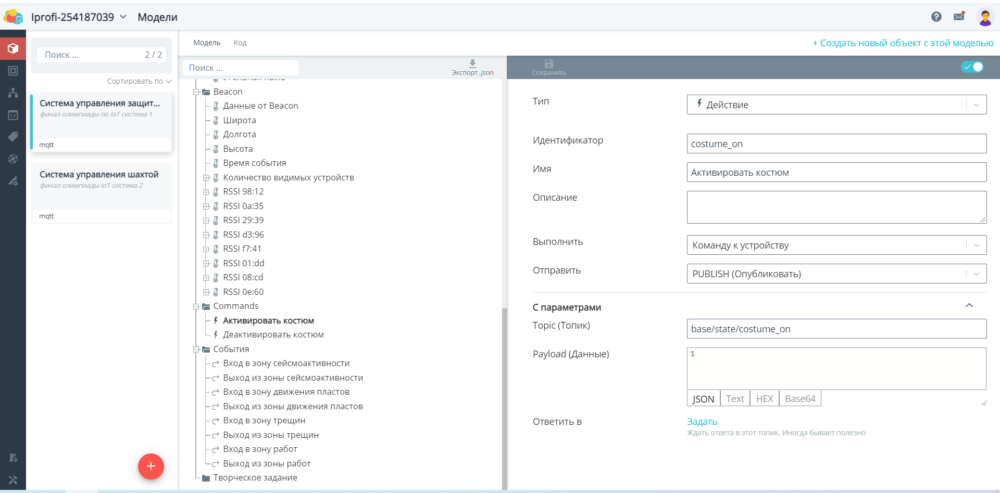 Iprofi-254187039
Модели
Поиск ...
2 / 2
Сортировать по
Система управления защит...
финал олимпиады по IoT система 1
mqtt
Система управления шахтой
финал олимпиады IoT система 2
mqtt
Модель
Код
+ Создать новый объект с этой моделью
Поиск ...
Экспорт .json
Сохранить
Beacon
Данные от Beacon
Широта
Долгота
Высота
Время события
Количество видимых устройств
RSSI 98:12
RSSI 0a:35
RSSI 29:39
RSSI d3:96
RSSI f7:41
RSSI 01:dd
RSSI 08:cd
RSSI 0e:60
Commands
Активировать костюм
Деактивировать костюм
События
Вход в зону сейсмоактивности
Выход из зоны сейсмоактивности
Вход в зону движения пластов
Выход из зоны движения пластов
Вход в зону трещин
Выход из зоны трещин
Вход в зону работ
Выход из зоны работ
Творческое задание
Тип
Действие
Идентификатор
costume_on
Имя
Активировать костюм
Описание
Выполнить
Команду к устройству
Отправить
PUBLISH (Опубликовать)
С параметрами
Topic (Топик)
base/state/costume_on
Payload (Данные)
1
JSON
Text
HEX
Base64
Ответить в
Задать
Ждать ответа в этот топик. Иногда бывает полезно